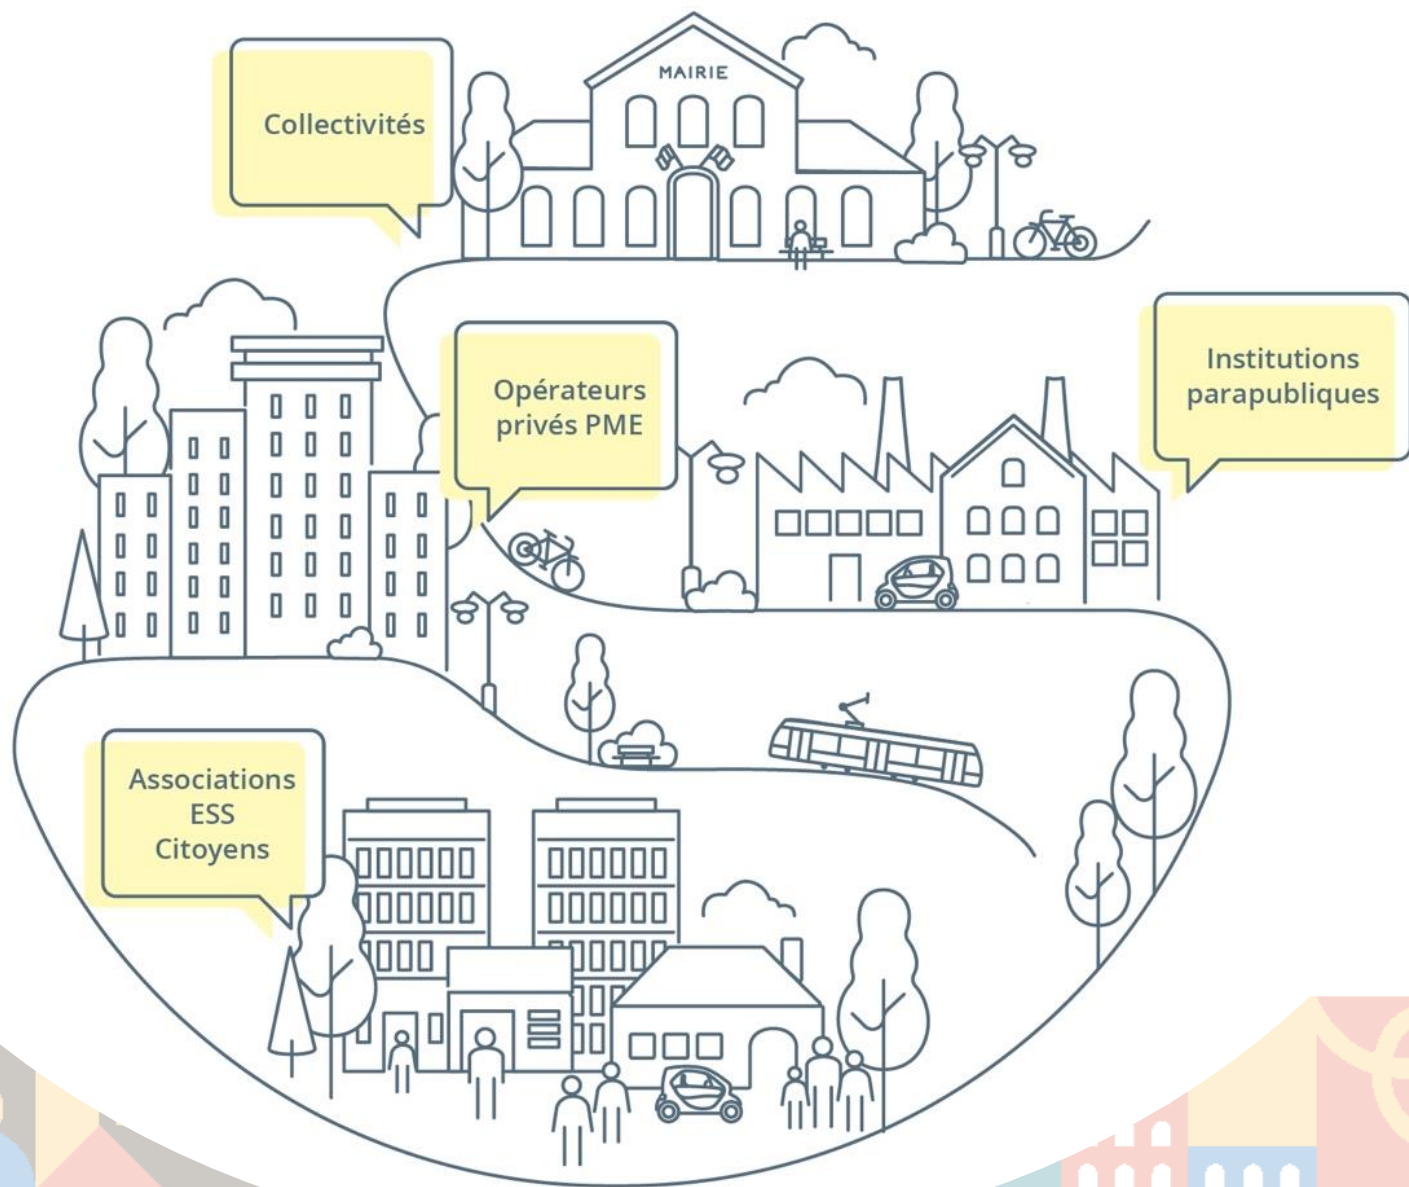 MAIRIE
Collectivités
Institutions
parapubliques
Opérateurs
privés PME
Associations
ESS
Citoyens